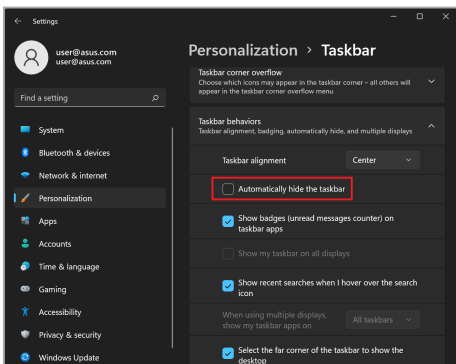 Settings
user@asus.com
user@asus.com
Find a setting
System
Bluetooth & devices
Network & internet
Personalization
Apps
Accounts
Time & language
Gaming
Accessibility
Privacy & security
Windows Update
Personalization > Taskbar
Taskbar corner overflow
Choose which icons may appear in the taskbar corner – all others will
appear in the taskbar corner overflow menu
Taskbar behaviors
Taskbar alignment, badging, automatically hide, and multiple displays
Taskbar alignment
Center
Automatically hide the taskbar
Show badges (unread messages counter) on
taskbar apps
Show my taskbar on all displays
Show recent searches when I hover over the search
icon
When using multiple displays,
show my taskbar apps on
All taskbars
Select the far corner of the taskbar to show the
desktop